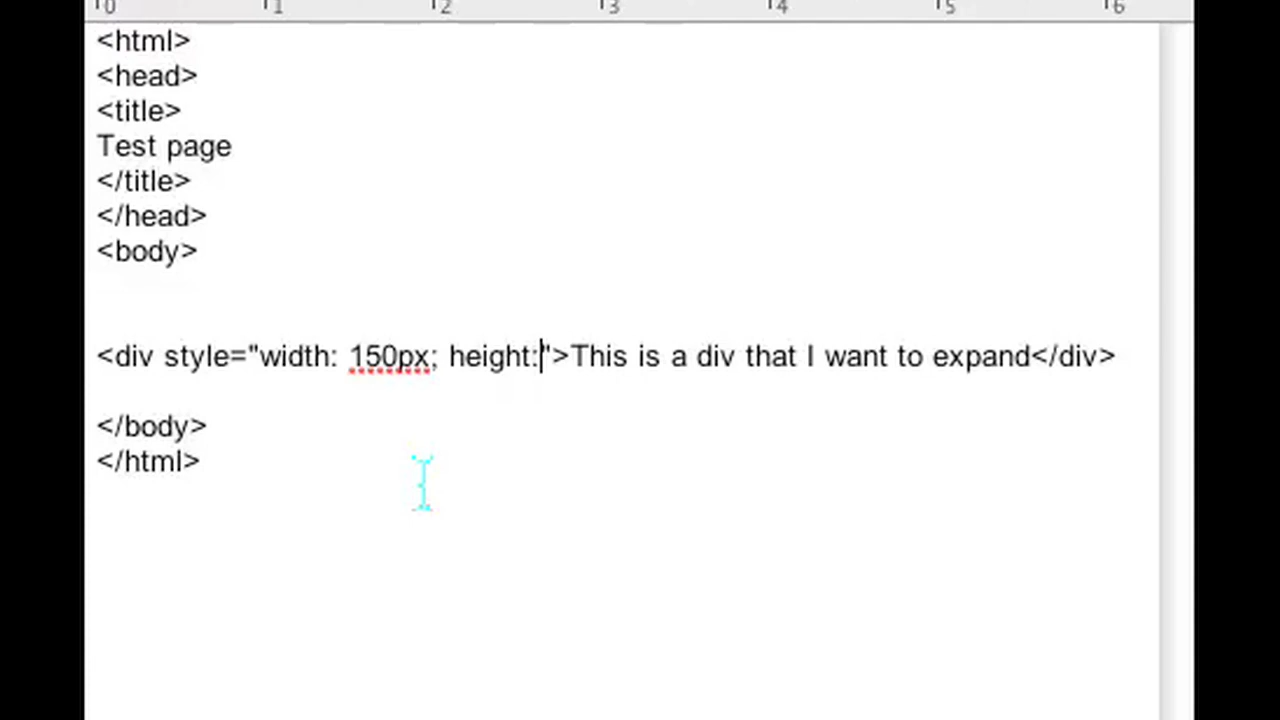 0 1 2 3 4 5 6
<html>
<head>
<title>
Test page
</title>
</head>
<body>
<div style="width: 150px; height:">This is a div that I want to expand</div>
</body>
</html>